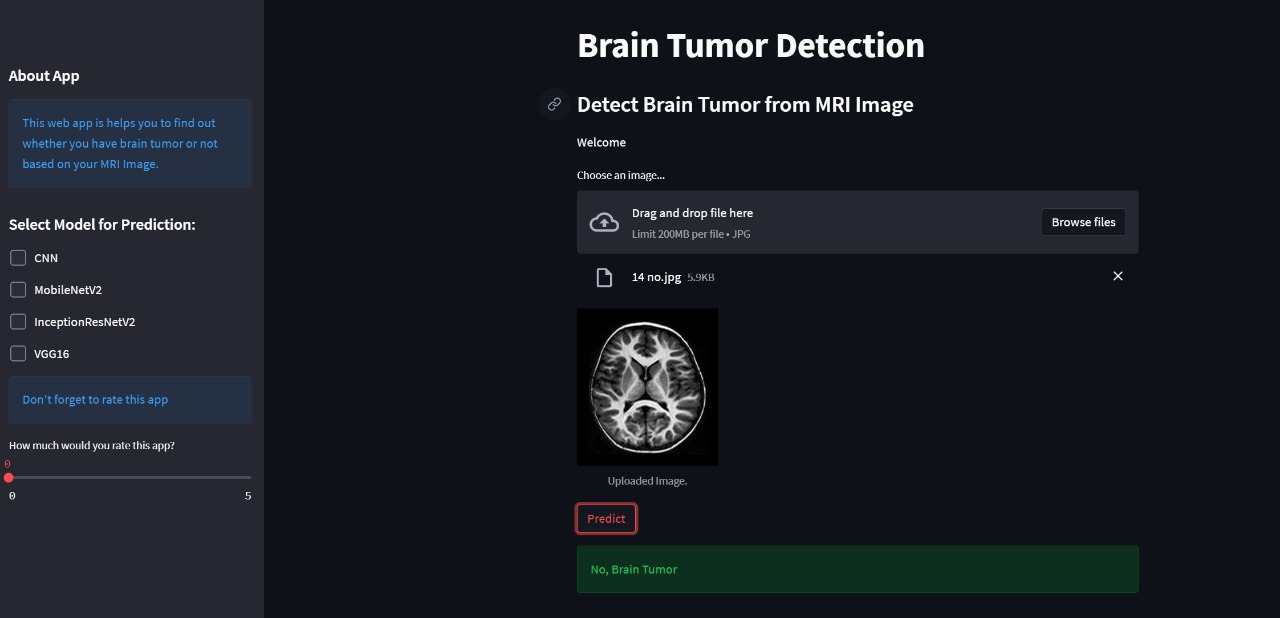 About App
This web app is helps you to find out
whether you have brain tumor or not
based on your MRI Image.
Select Model for Prediction:
CNN
MobileNetV2
InceptionResNetV2
VGG16
Don't forget to rate this app
How much would you rate this app?
0
0 5
Brain Tumor Detection
Detect Brain Tumor from MRI Image
Welcome
Choose an image...
Drag and drop file here
Limit 200MB per file • JPG
Browse files
14 no.jpg 5.9KB
Uploaded Image.
Predict
No, Brain Tumor